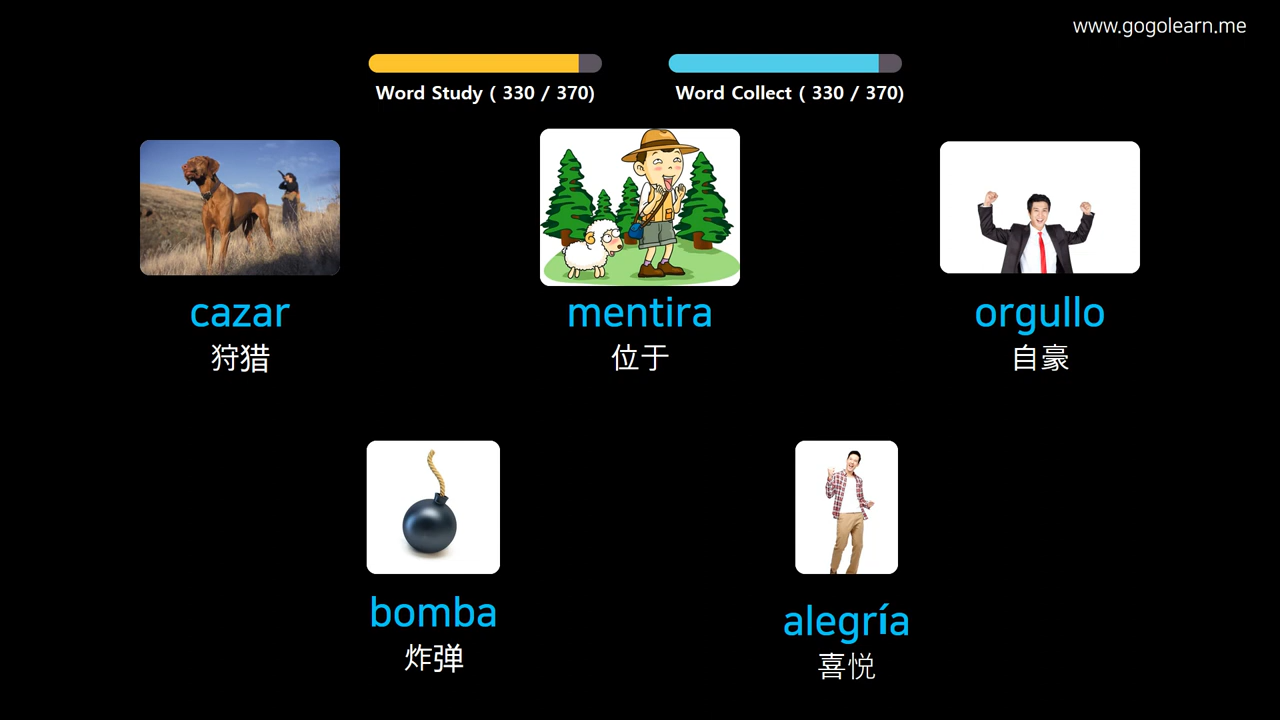 www.gogolearn.me
Word Study ( 330 / 370)
Word Collect ( 330 / 370)
cazar
狩猎
mentira
位于
orgullo
自豪
bomba
炸弹
alegría
喜悦